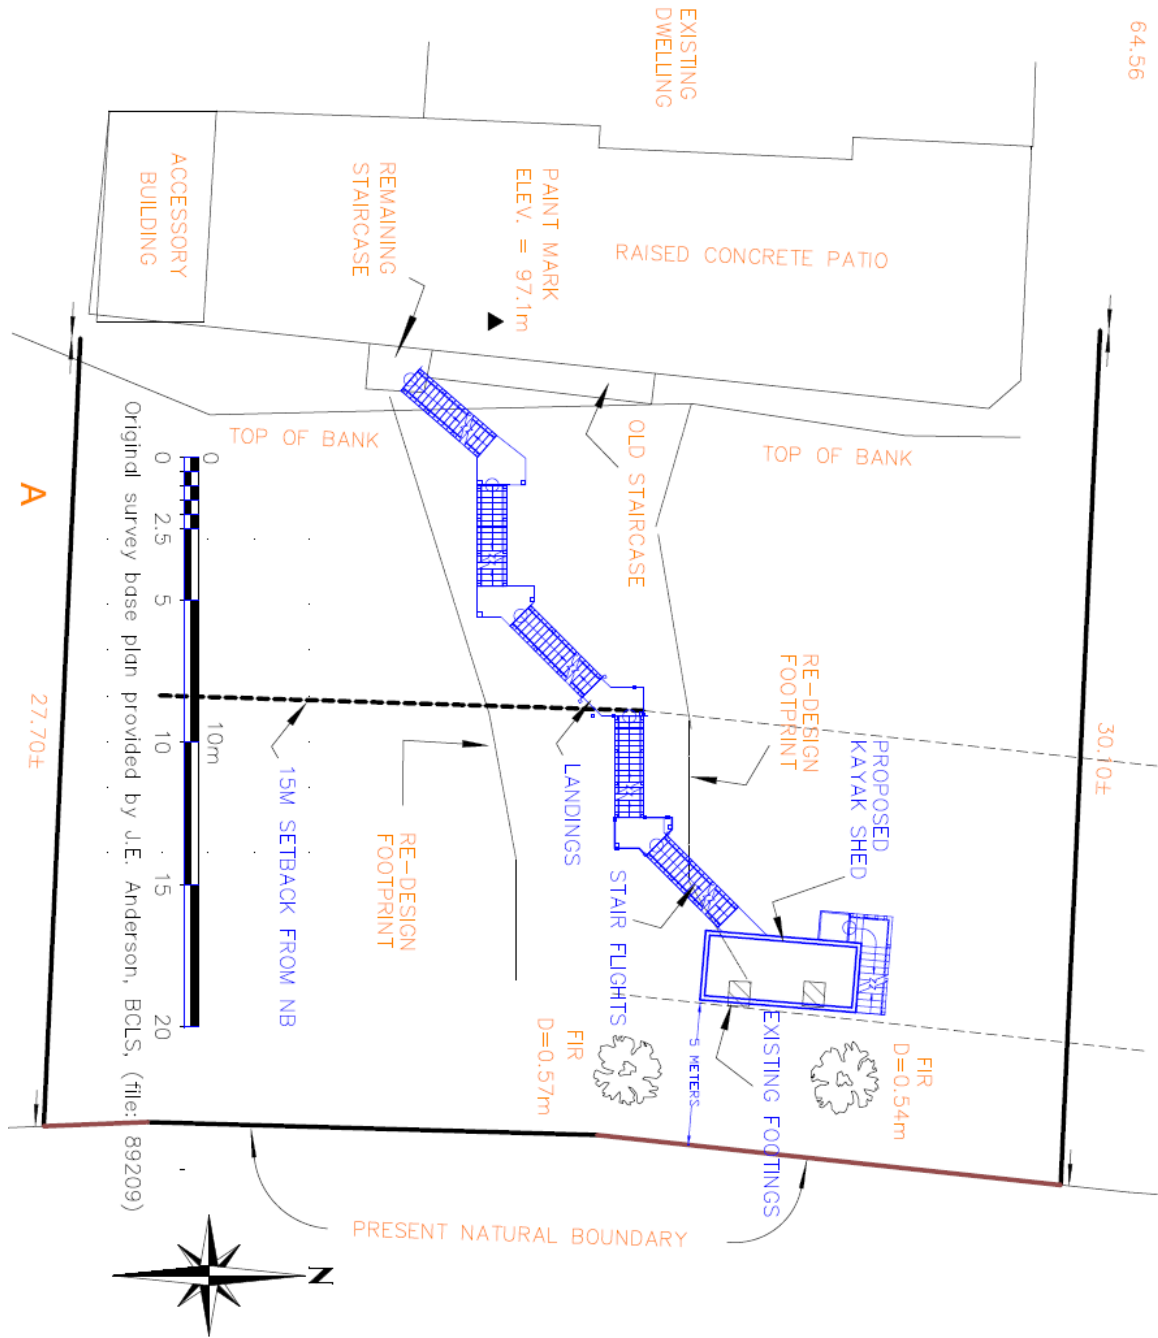 64.56
EXISTING
DWELLING
ACCESSORY
BUILDING
REMAINING
STAIRCASE
PAINT MARK
ELEV. = 97.1m
RAISED CONCRETE PATIO
TOP OF BANK
OLD STAIRCASE
TOP OF BANK
A
Original survey base plan provided by J.E. Anderson, BCLS, (file: 89209)
0
2.5
5
10
15
20
0
10m
27.70±
30.10±
15M SETBACK FROM NB
RE-DESIGN
FOOTPRINT
LANDINGS
STAIR FLIGHTS
RE-DESIGN
FOOTPRINT
PROPOSED
KAYAK SHED
EXISTING FOOTINGS
5 METERS
FIR
D=0.57m
FIR
D=0.54m
PRESENT NATURAL BOUNDARY
N